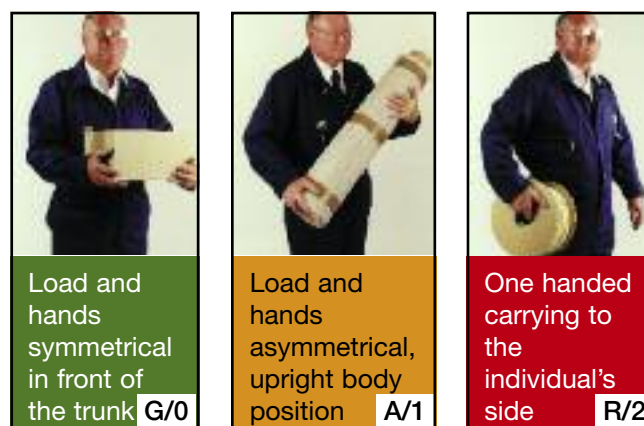 Load and
hands
symmetrical
in front of
the trunk G/0
Load and
hands
asymmetrical,
upright body
position A/1
One handed
carrying to
the
individual's
side R/2